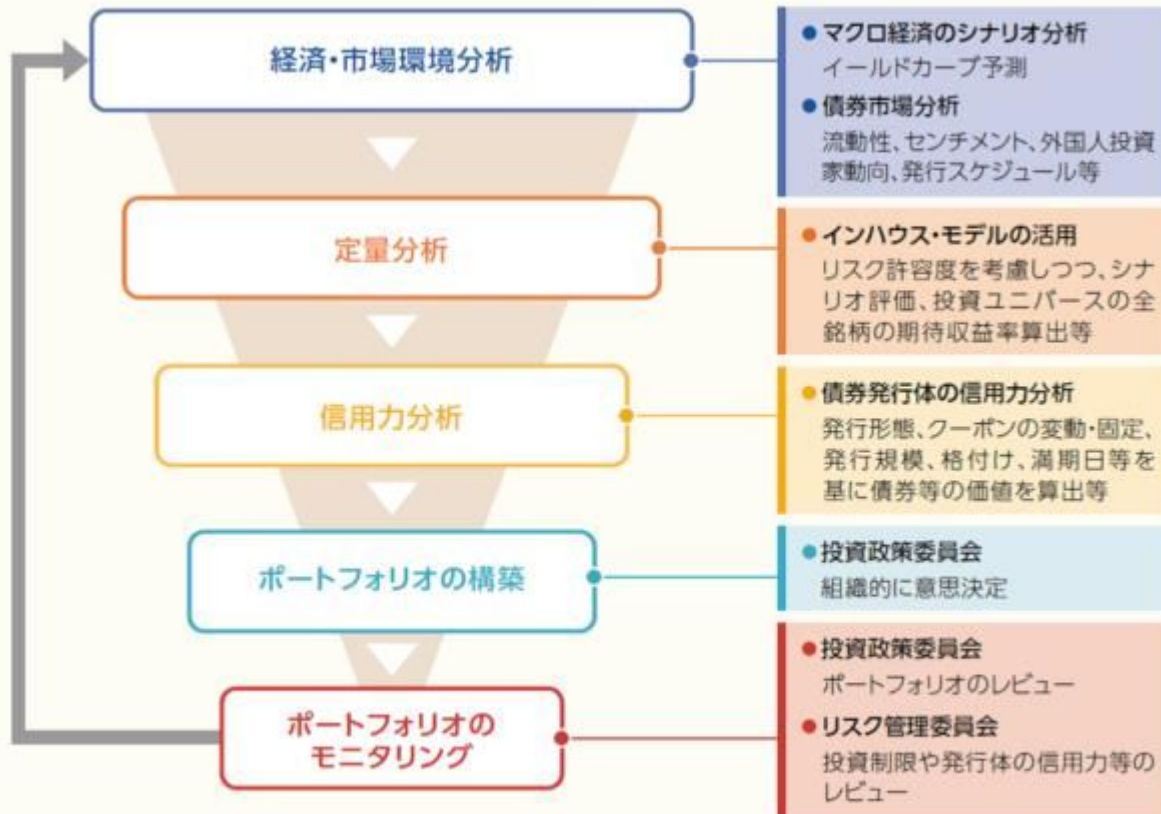 経済・市場環境分析
● マクロ経済のシナリオ分析
イールドカーブ予測
● 債券市場分析
流動性、センチメント、外国人投資
家動向、発行スケジュール等
定量分析
● インハウス・モデルの活用
リスク許容度を考慮しつつ、シナ
リオ評価、投資ユニバースの全
銘柄の期待収益率算出等
信用力分析
● 債券発行体の信用力分析
発行形態、クーポンの変動・固定、
発行規模、格付け、満期日等を
基に債券等の価値を算出等
ポートフォリオの構築
● 投資政策委員会
組織的に意思決定
ポートフォリオの
モニタリング
● 投資政策委員会
ポートフォリオのレビュー
● リスク管理委員会
投資制限や発行体の信用力等の
レビュー